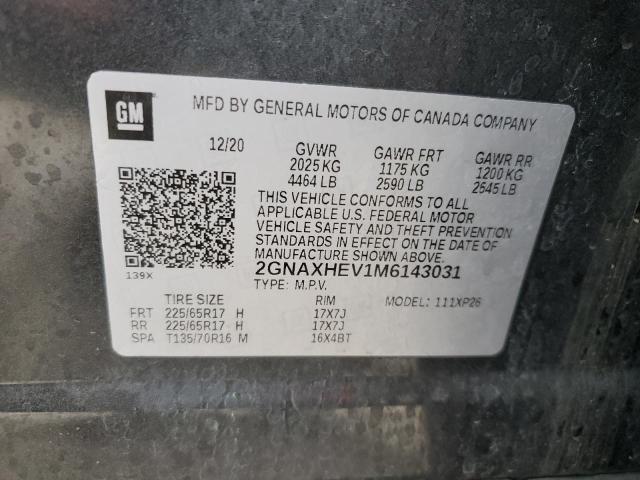 GM
MFD BY GENERAL MOTORS OF CANADA COMPANY
12/20 GVWR GAWR FRT GAWR RR
2025 KG 1175 KG 1200 KG
4464 LB 2590 LB 2645 LB
THIS VEHICLE CONFORMS TO ALL
APPLICABLE U.S. FEDERAL MOTOR
VEHICLE SAFETY AND THEFT PREVENTION
STANDARDS IN EFFECT ON THE DATE OF
MANUFACTURE SHOWN ABOVE.
139X
2GNAXHEV1M6143031
TYPE: M.P.V.
TIRE SIZE RIM MODEL: 111XP26
FRT 225/65R17 H 17X7J
RR 225/65R17 H 17X7J
SPA T135/70R16 M 16X4BT